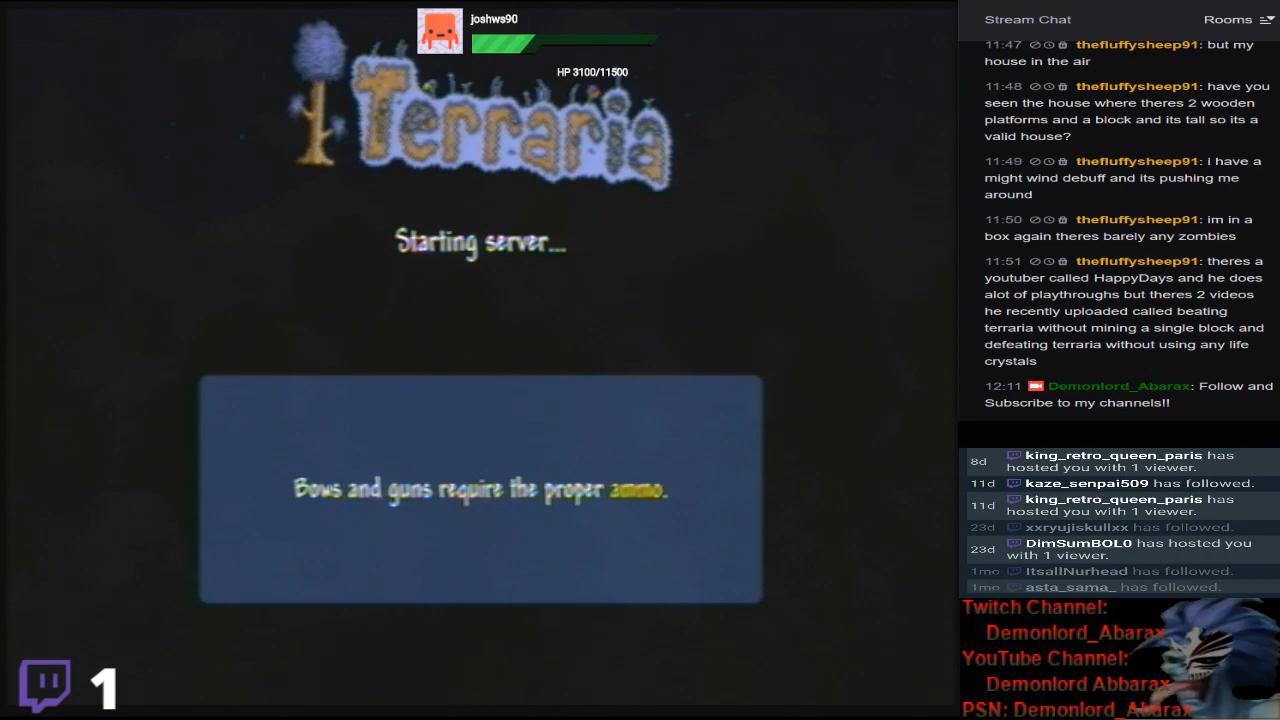 joshws90
HP 3100/11500
Terraria
Starting server...
Bows and guns require the proper ammo.
1
Stream Chat
Rooms
11:47 thefluffysheep91: but my
house in the air
11:48 thefluffysheep91: have you
seen the house where theres 2 wooden
platforms and a block and its tall so its a
valid house?
11:49 thefluffysheep91: i have a
might wind debuff and its pushing me
around
11:50 thefluffysheep91: im in a
box again theres barely any zombies
11:51 thefluffysheep91: theres a
youtuber called HappyDays and he does
alot of playthroughs but theres 2 videos
he recently uploaded called beating
terraria without mining a single block and
defeating terraria without using any life
crystals
12:11 Demonlord_Abarax: Follow and
Subscribe to my channels!!
8d king_retro_queen_paris has
hosted you with 1 viewer.
11d kaze_senpai509 has followed.
11d king_retro_queen_paris has
hosted you with 1 viewer.
23d xxryujiskullxx has followed.
23d DimSumBOL0 has hosted you
with 1 viewer.
1mo ItsallNurhead has followed.
1mo asta_sama_ has followed.
Twitch Channel:
Demonlord_Abarax
YouTube Channel:
Demonlord Abbarax
PSN: Demonlord_Abarax